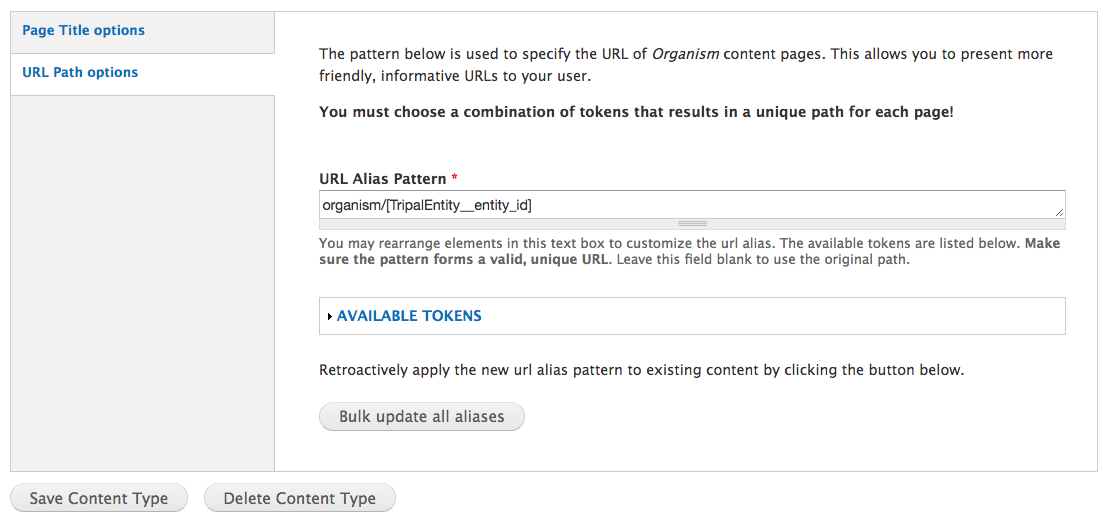 Page Title options
URL Path options
The pattern below is used to specify the URL of Organism content pages. This allows you to present more
friendly, informative URLs to your user.
You must choose a combination of tokens that results in a unique path for each page!
URL Alias Pattern *
organism/[TripalEntity__entity_id]
You may rearrange elements in this text box to customize the url alias. The available tokens are listed below. Make
sure the pattern forms a valid, unique URL. Leave this field blank to use the original path.
AVAILABLE TOKENS
Retroactively apply the new url alias pattern to existing content by clicking the button below.
Bulk update all aliases
Save Content Type
Delete Content Type